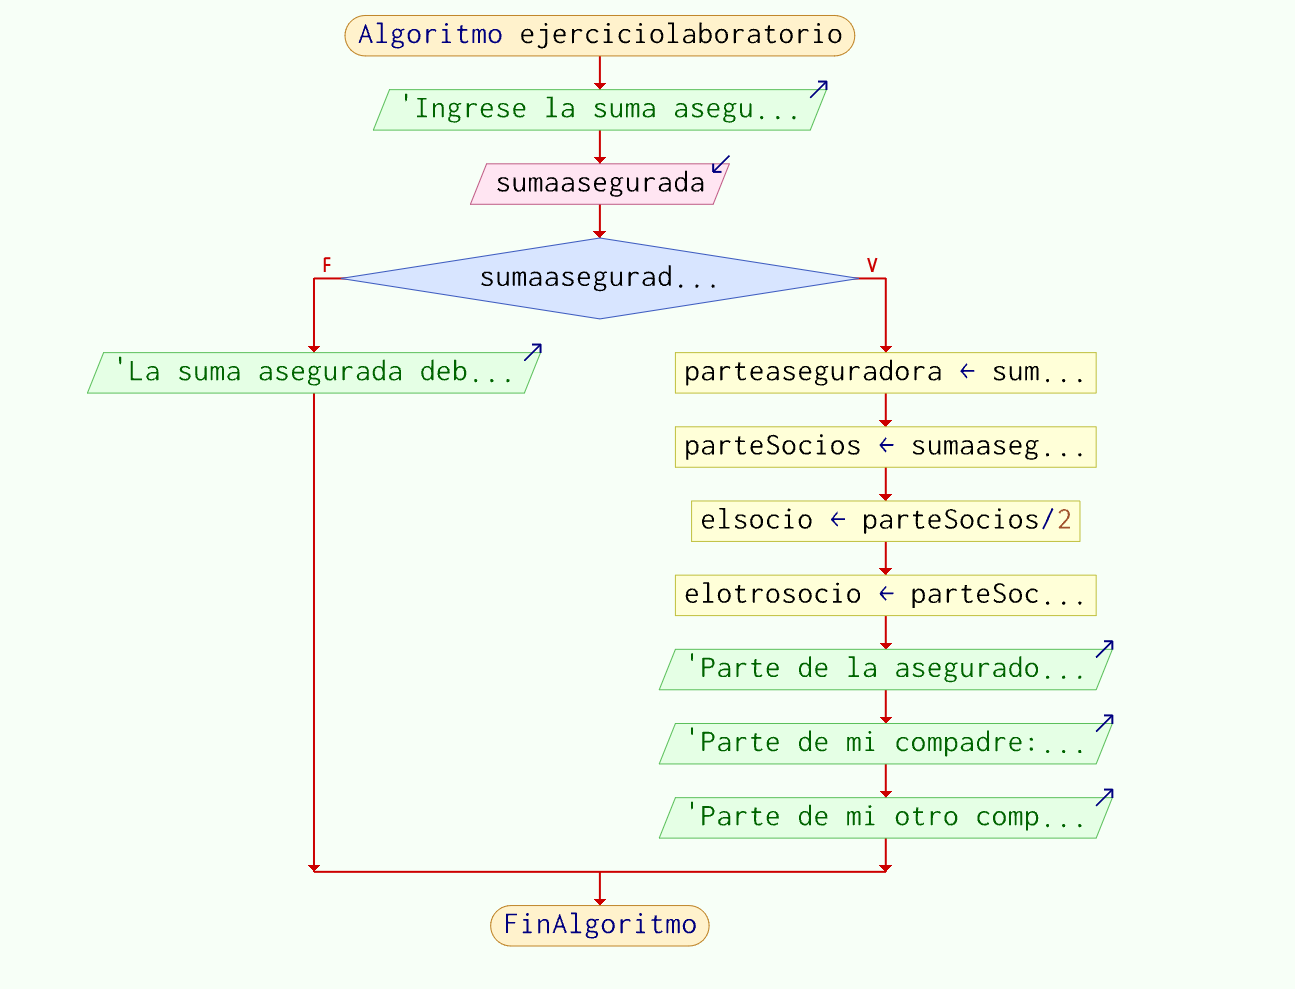 Algoritmo ejerciciolaboratorio
'Ingrese la suma asegu...
sumaasegurada
sumaasegurad...
F
V
'La suma asegurada deb...
parteaseguradora ← sum...
parteSocios ← sumaaseg...
elsocio ← parteSocios/2
elotrosocio ← parteSoc...
'Parte de la asegurado...
'Parte de mi compadre:...
'Parte de mi otro comp...
FinAlgoritmo